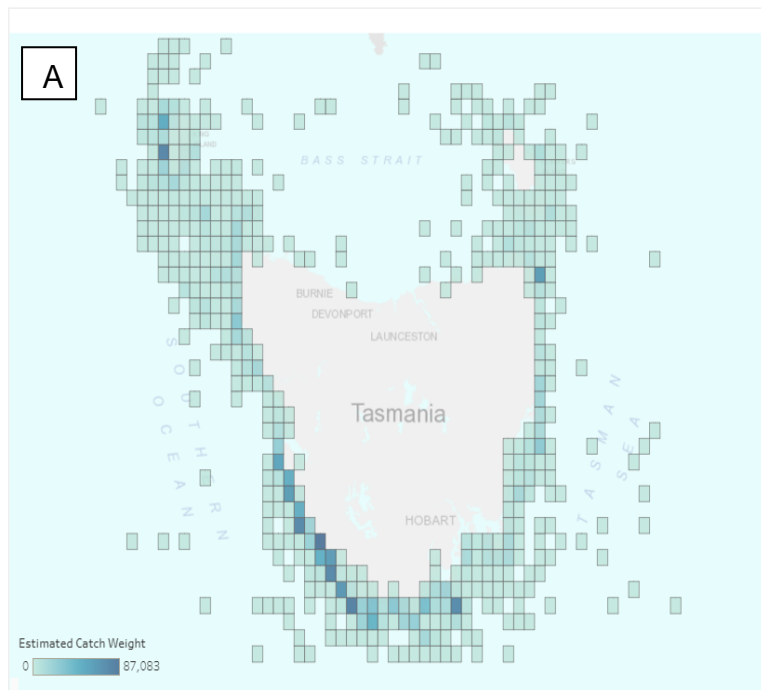 A
BASS STRAIT
BURNIE
DEVONPORT
LAUNCESTON
Tasmania
SOUTHERN
OCEAN
TASMAN
SEA
HOBART
Estimated Catch Weight
0 87,083